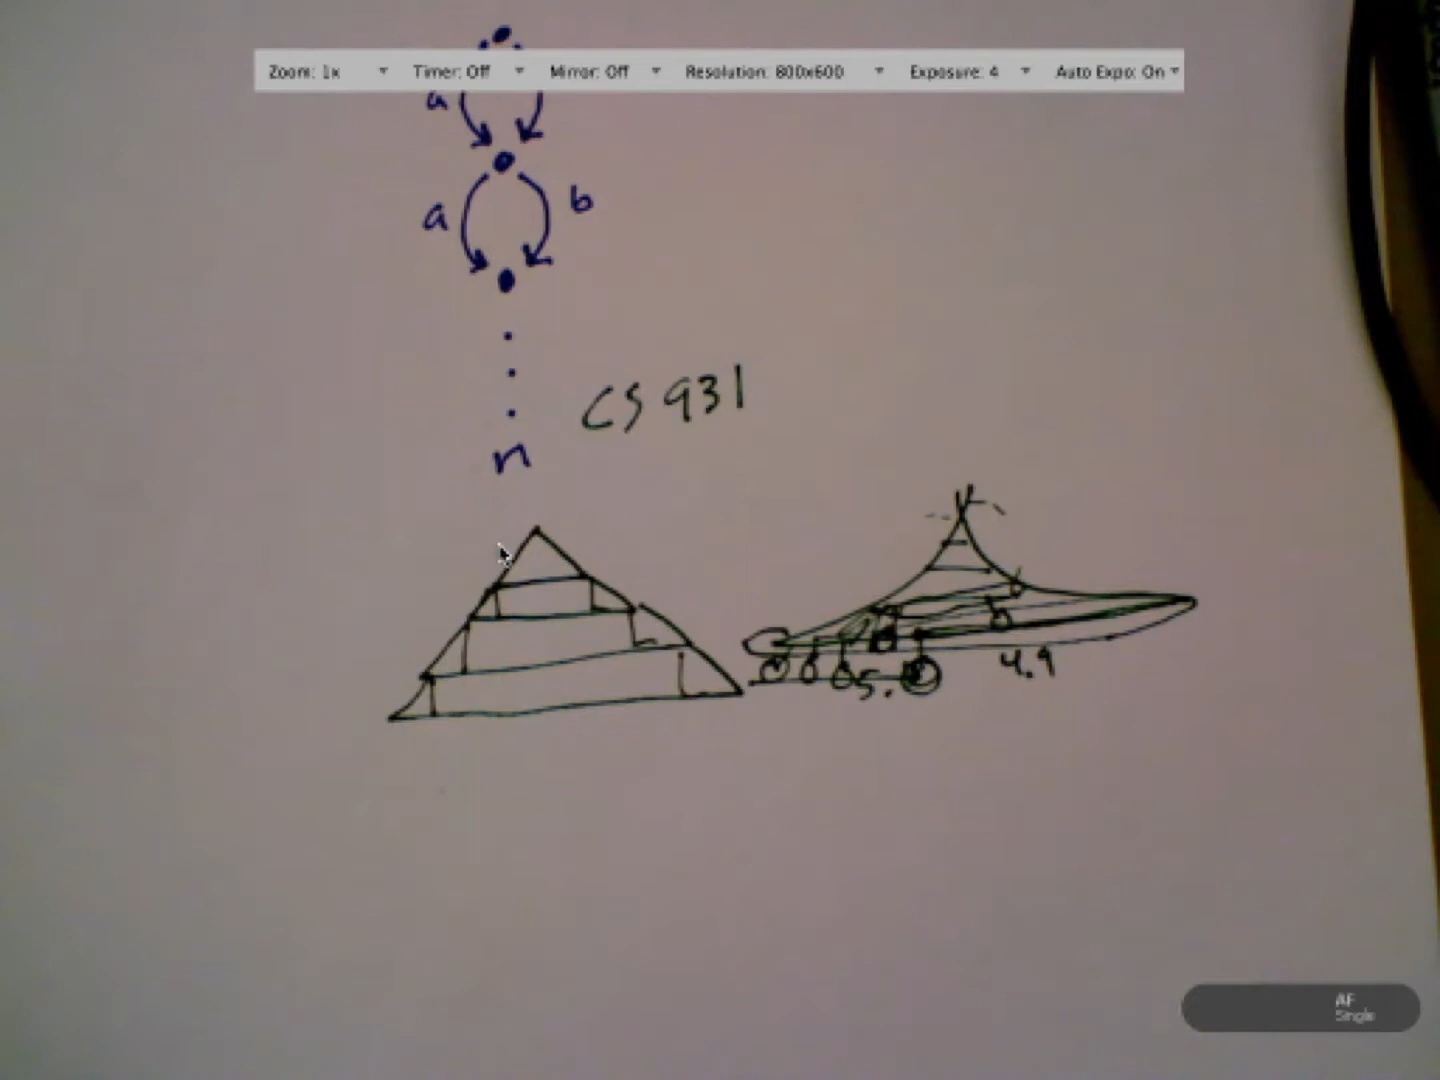 Zoom: 1x Timer: Off Mirror: Off Resolution: 800x600 Exposure: 4 Auto Expo: On
a
a b
n
CS 931
5. 4.9
AF
Single